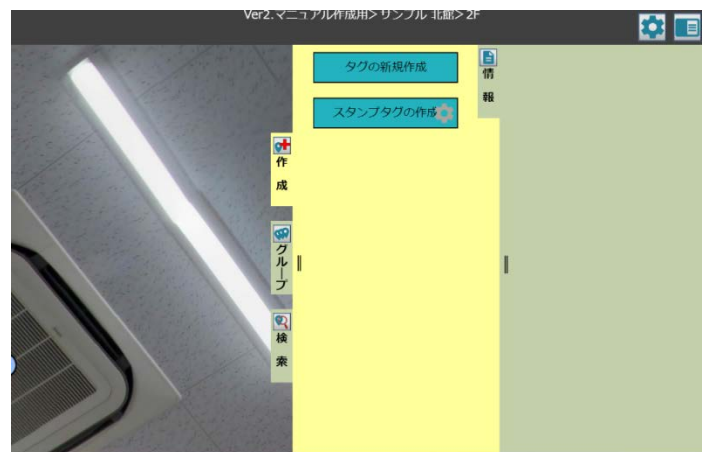 Ver2.マニュアル作成用> サンプル 北館> 2F
タグの新規作成
スタンプタグの作成
情報
作成
グループ
検索